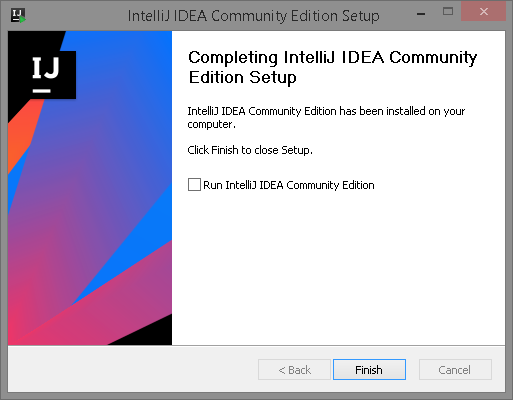 IntelliJ IDEA Community Edition Setup
IJ
Completing IntelliJ IDEA Community
Edition Setup
IntelliJ IDEA Community Edition has been installed on your
computer.
Click Finish to close Setup.
Run IntelliJ IDEA Community Edition
< Back
Finish
Cancel